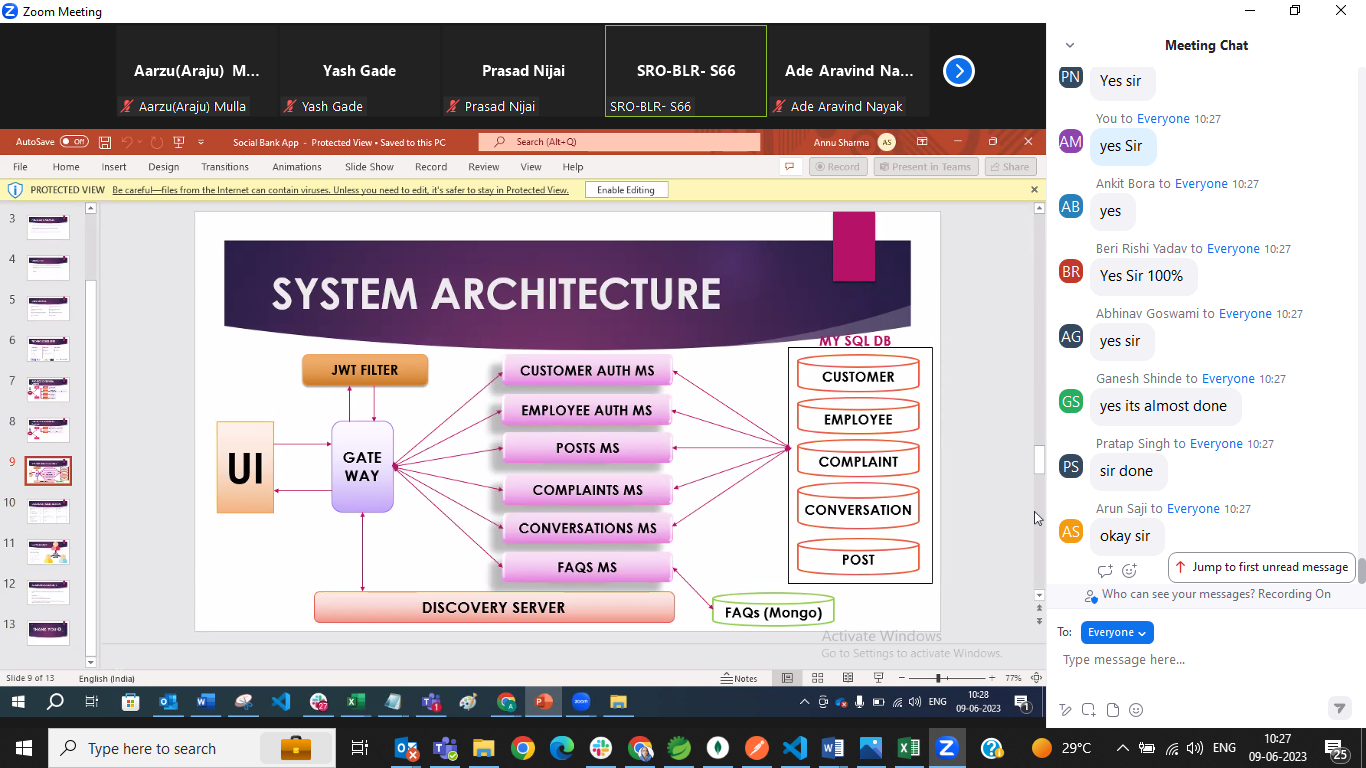 Zoom Meeting
Aarzu(Araju) M...
Yash Gade
Prasad Nijai
SRO-BLR- S66
Ade Aravind Na...
Aarzu(Araju) Mulla
Yash Gade
Prasad Nijai
SRO-BLR- S66
Ade Aravind Nayak
AutoSave
Off
Social Bank App - Protected View • Saved to this PC
Search (Alt+Q)
Annu Sharma
AS
File Home Insert Design Transitions Animations Slide Show Record Review View Help
Record
Present in Teams
Share
PROTECTED VIEW Be careful—files from the Internet can contain viruses. Unless you need to edit, it's safer to stay in Protected View.
Enable Editing
3
4
5
6
7
8
9
10
11
12
13
SYSTEM ARCHITECTURE
MY SQL DB
JWT FILTER
UI
GATE
WAY
CUSTOMER AUTH MS
EMPLOYEE AUTH MS
POSTS MS
COMPLAINTS MS
CONVERSATIONS MS
FAQS MS
CUSTOMER
EMPLOYEE
COMPLAINT
CONVERSATION
POST
DISCOVERY SERVER
FAQs (Mongo)
Activate Windows
Go to Settings to activate Windows.
Slide 9 of 13
English (India)
Notes
77%
27
1
ENG
10:28
09-06-2023
1
Meeting Chat
PN
Yes sir
You to Everyone 10:27
AM
yes Sir
Ankit Bora to Everyone 10:27
AB
yes
Beri Rishi Yadav to Everyone 10:27
BR
Yes Sir 100%
Abhinav Goswami to Everyone 10:27
AG
yes sir
Ganesh Shinde to Everyone 10:27
GS
yes its almost done
Pratap Singh to Everyone 10:27
PS
sir done
Arun Saji to Everyone 10:27
AS
okay sir
Jump to first unread message
Who can see your messages? Recording On
To: Everyone
Type message here...
Type here to search
29°C
ENG
10:27
09-06-2023
25